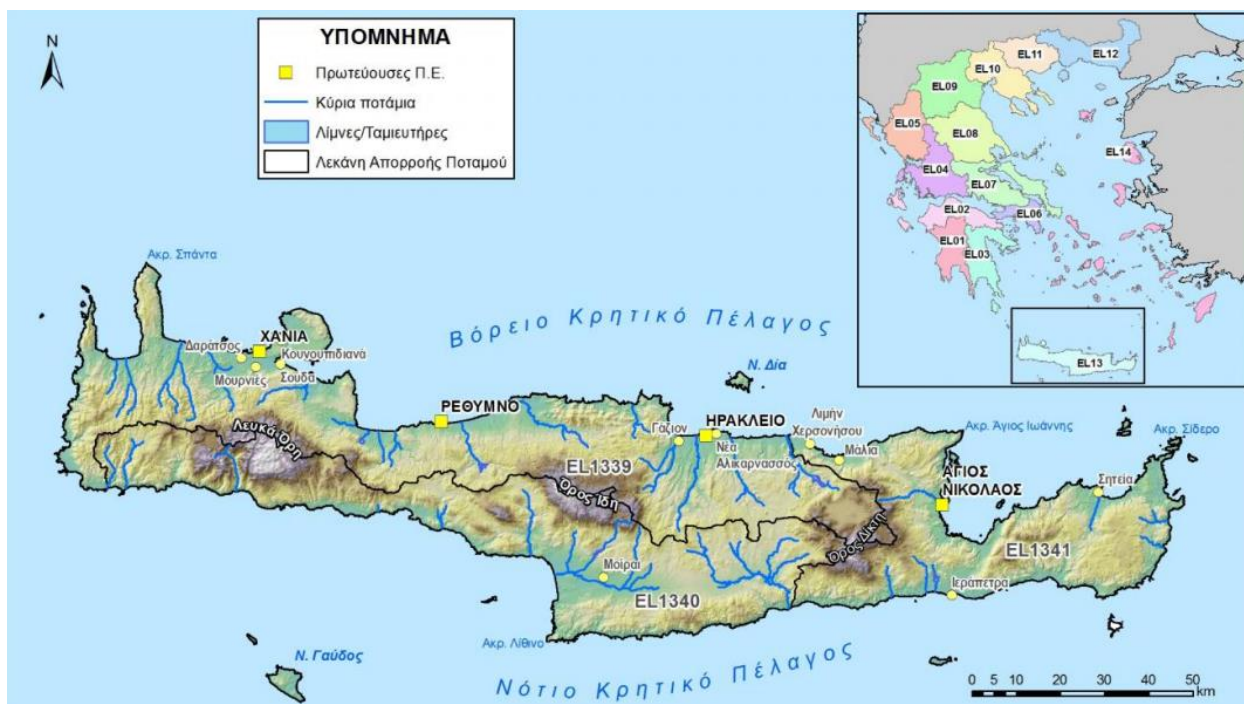 N
ΥΠΟΜΝΗΜΑ
Πρωτεύουσες Π.Ε.
Κύρια ποτάμια
Λίμνες/Ταμιευτήρες
Λεκάνη Απορροής Ποταμού
EL11
EL12
EL10
EL09
EL05
EL08
EL14
EL04
EL07
EL02
EL06
EL01
EL03
EL13
Ακρ. Σπάντα
Βόρειο Κρητικό Πέλαγος
ΧΑΝΙΑ
Δαράτσος
Κουνουπιδιανά
Μουρνιές
Σούδα
Ν. Δία
ΡΕΘΥΜΝΟ
ΗΡΑΚΛΕΙΟ
Γάζιον
Λιμήν
Χερσονήσου
Ακρ. Άγιος Ιωάννης
Ακρ. Σίδερο
Νέα
Αλικαρνασσός
Μάλια
Λευκά Όρη
EL1339
ΑΓΙΟΣ
ΝΙΚΟΛΑΟΣ
Σητεία
Όρος Ίδη
Όρος Δίκτη
EL1341
Μοίραι
EL1340
Ιεράπετρα
Ακρ. Λίθινο
Ν. Γαύδος
Νότιο Κρητικό Πέλαγος
0 5 10 20 30 40 50
km